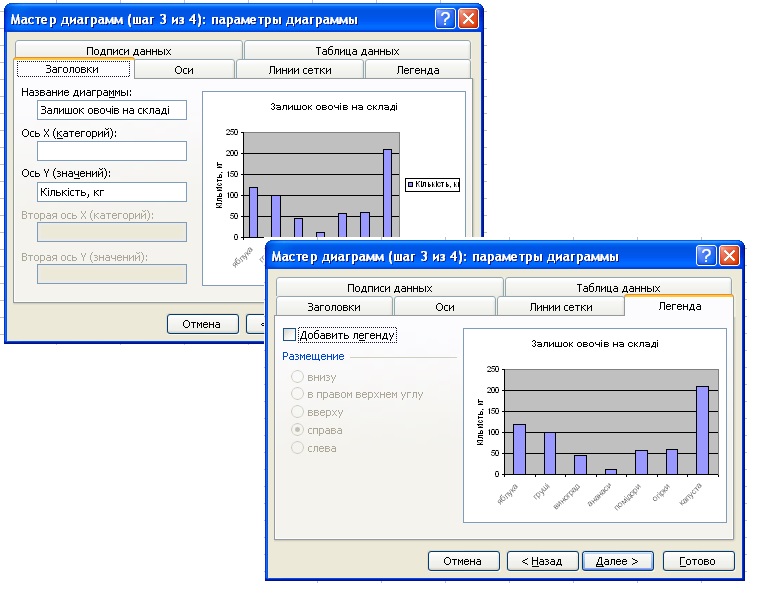 Мастер диаграмм (шаг 3 из 4): параметры диаграммы
Подписи данных
Таблица данных
Заголовки
Оси
Линии сетки
Легенда
Название диаграммы:
Залишок овочів на складі
Ось X (категорий):
Ось Y (значений):
Кількість, кг
Вторая ось X (категорий):
Вторая ось Y (значений):
Залишок овочів на складі
250
200
150
100
50
0
Кількість, кг
яблука
Кількість, кг
Отмена
<
Мастер диаграмм (шаг 3 из 4): параметры диаграммы
Подписи данных
Таблица данных
Заголовки
Оси
Линии сетки
Легенда
Добавить легенду
Размещение
внизу
в правом верхнем углу
вверху
справа
слева
Залишок овочів на складі
250
200
150
100
50
0
Кількість, кг
яблука
груші
виноград
ананаси
помідори
огірки
капуста
Отмена
< Назад
Далее >
Готово